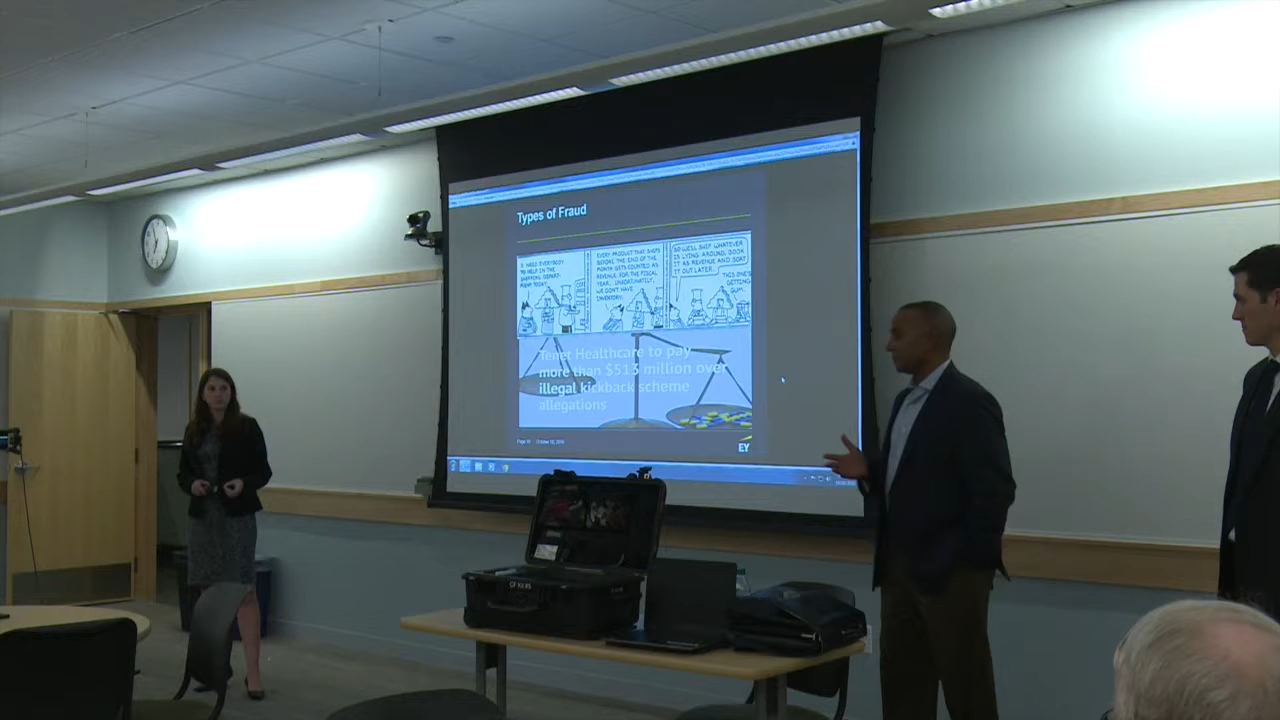 Types of Fraud
I NEED EVERYBODY
TO HELP IN THE
SHIPPING DEPART-
MENT TODAY.
EVERY PRODUCT THAT SHIPS
BEFORE THE END OF THE
MONTH GETS COUNTED AS
REVENUE FOR THE FISCAL
YEAR. UNFORTUNATELY,
WE DON'T HAVE
INVENTORY.
SO WE'LL SHIP WHATEVER
IS LYING AROUND, BOOK
IT AS REVENUE AND SORT
IT OUT LATER.
THIS ONE'S
GETTING
GUM.
Tenet Healthcare to pay
more than $513 million over
illegal kickback scheme
allegations
EY